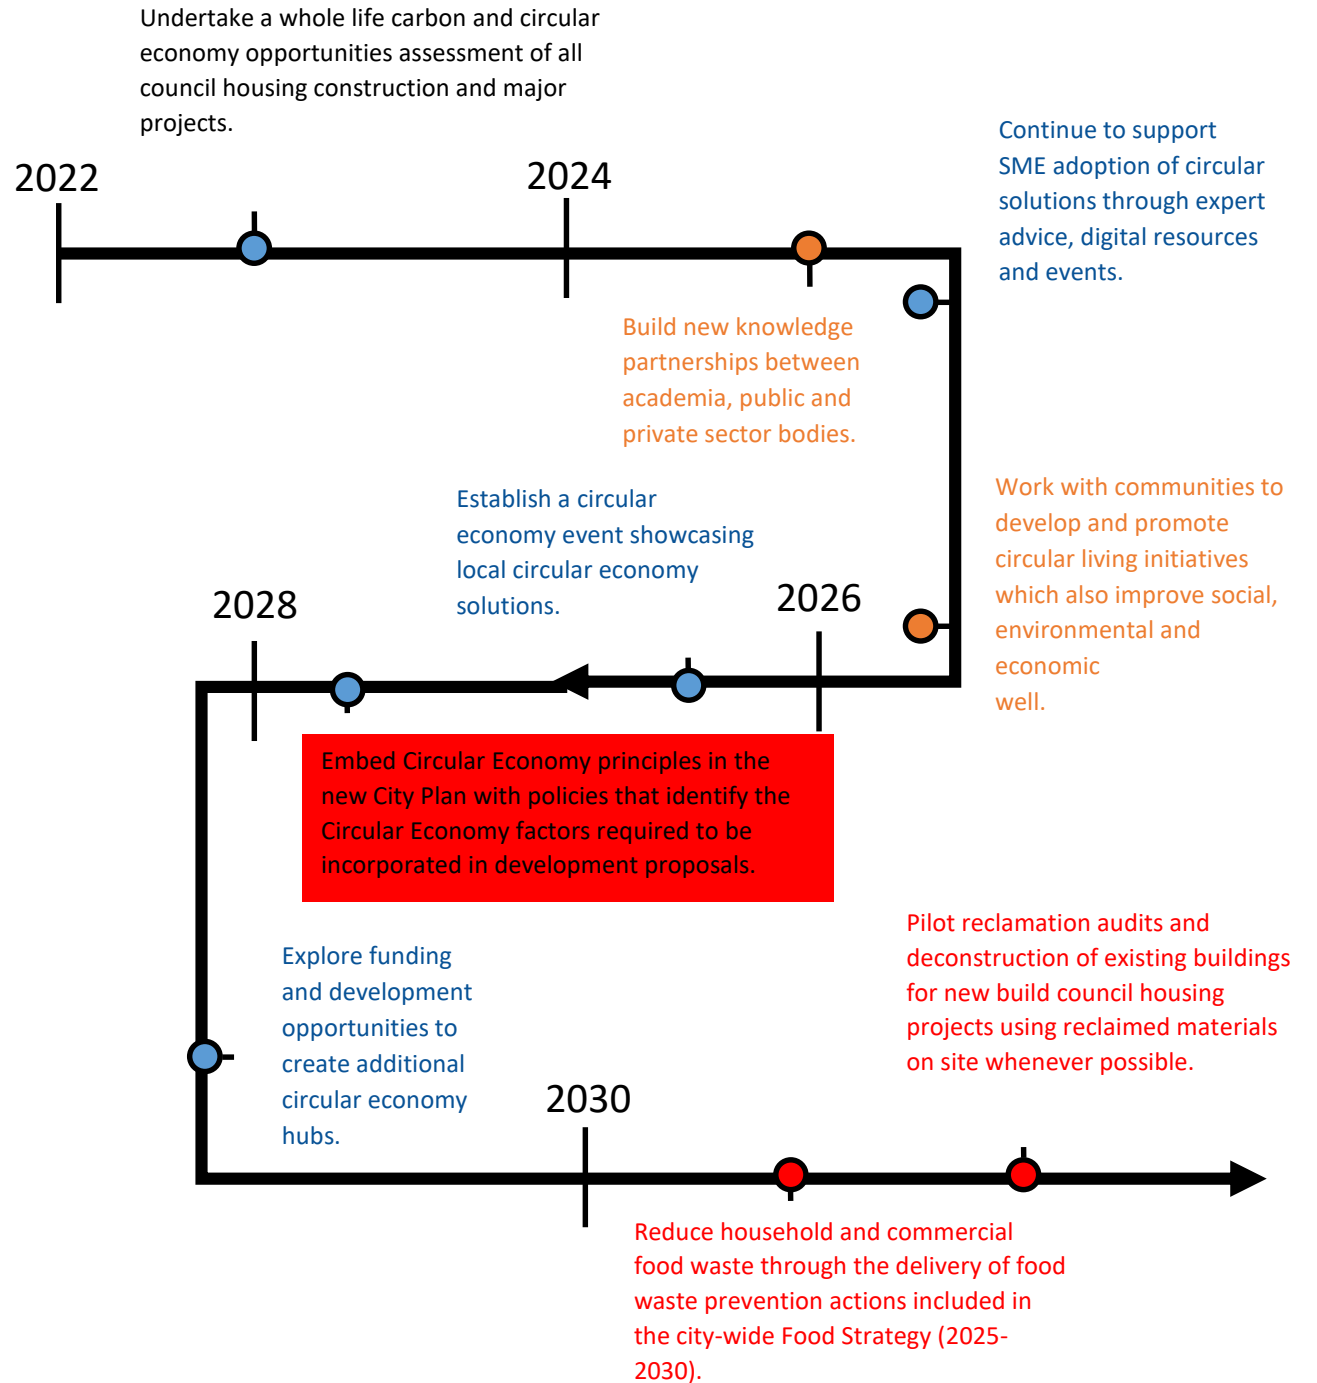 Undertake a whole life carbon and circular
economy opportunities assessment of all
council housing construction and major
projects.
2022
2024
Continue to support
SME adoption of circular
solutions through expert
advice, digital resources
and events.
Build new knowledge
partnerships between
academia, public and
private sector bodies.
Work with communities to
develop and promote
circular living initiatives
which also improve social,
environmental and
economic
well.
2026
Establish a circular
economy event showcasing
local circular economy
solutions.
2028
Embed Circular Economy principles in the
new City Plan with policies that identify the
Circular Economy factors required to be
incorporated in development proposals.
Explore funding
and development
opportunities to
create additional
circular economy
hubs.
2030
Pilot reclamation audits and
deconstruction of existing buildings
for new build council housing
projects using reclaimed materials
on site whenever possible.
Reduce household and commercial
food waste through the delivery of food
waste prevention actions included in
the city-wide Food Strategy (2025-
2030).